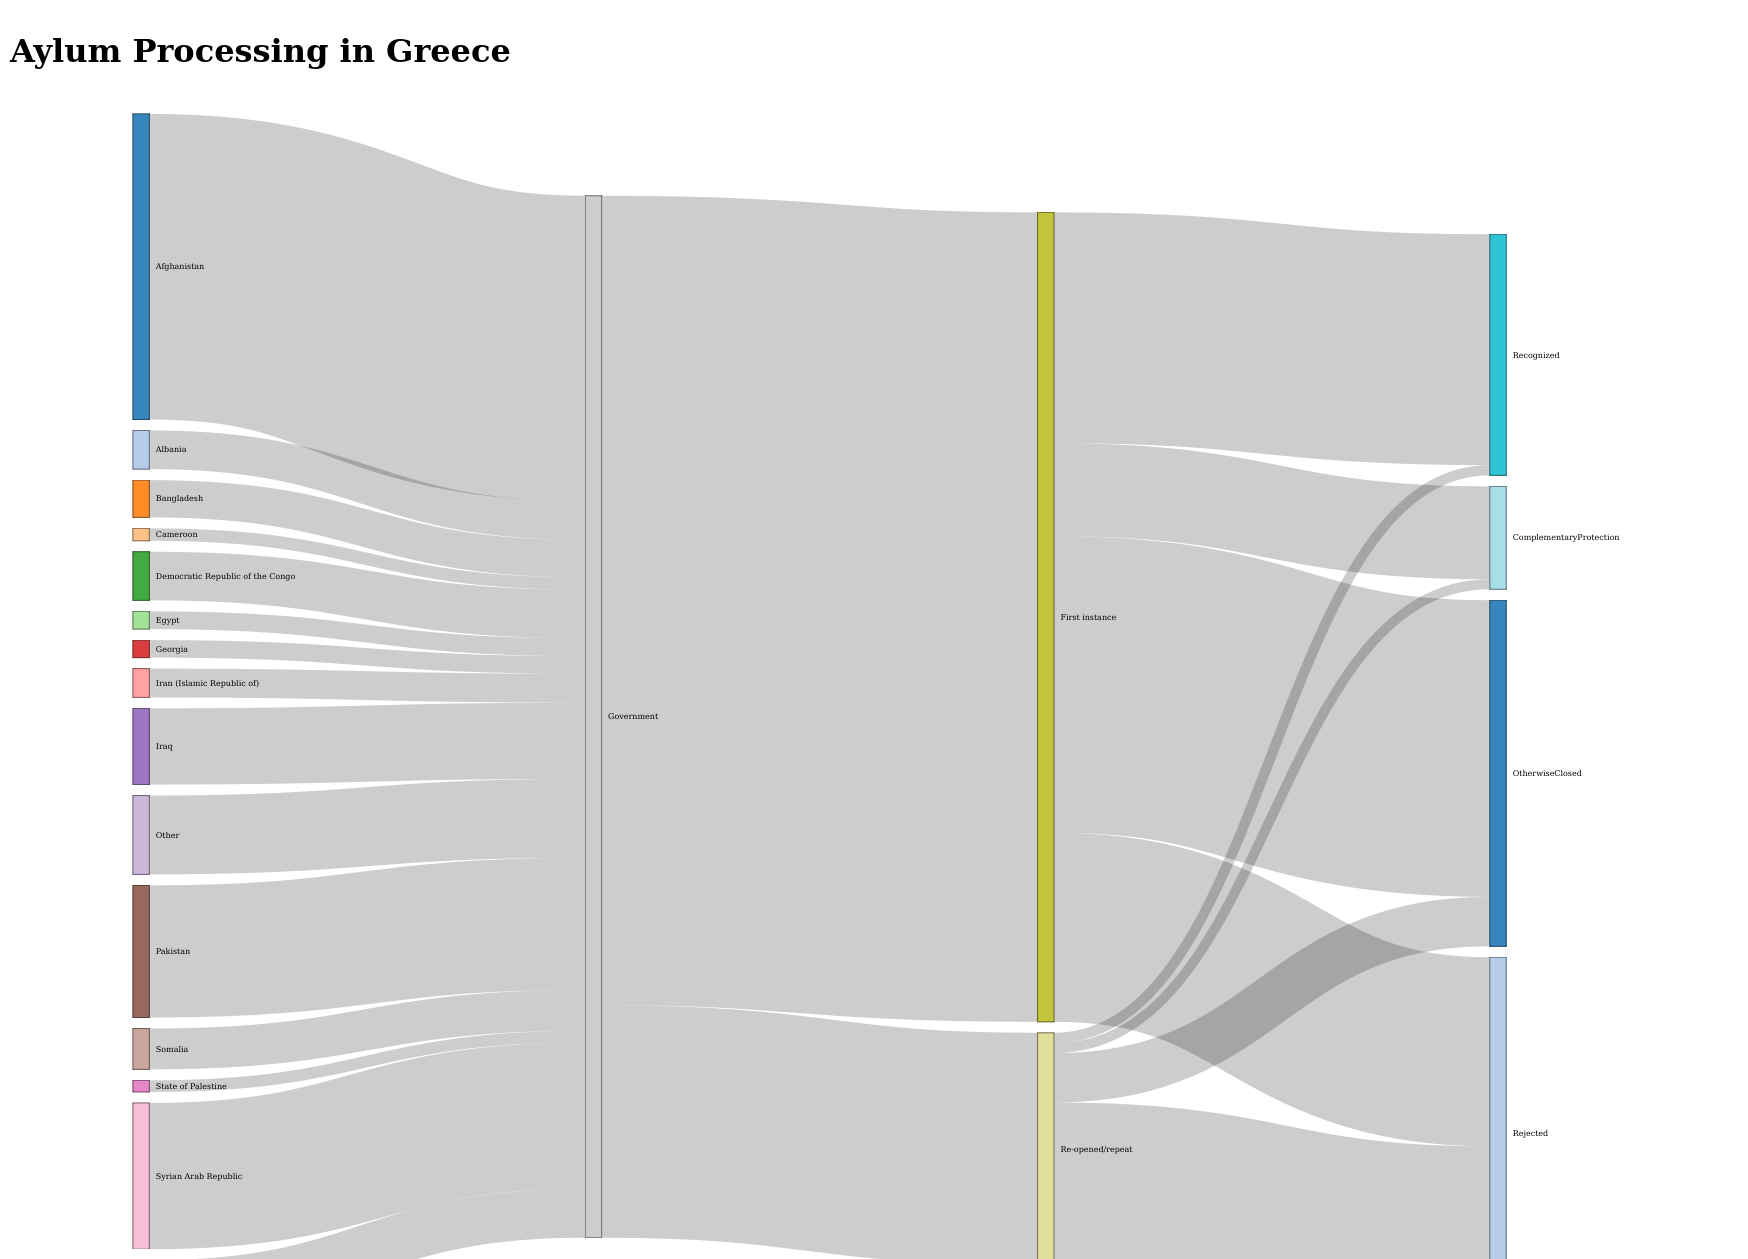 Aylum Processing in Greece
Afghanistan
Albania
Bangladesh
Cameroon
Democratic Republic of the Congo
Egypt
Georgia
Iran (Islamic Republic of)
Iraq
Other
Pakistan
Somalia
State of Palestine
Syrian Arab Republic
Government
First instance
Re-opened/repeat
Recognized
ComplementaryProtection
OtherwiseClosed
Rejected